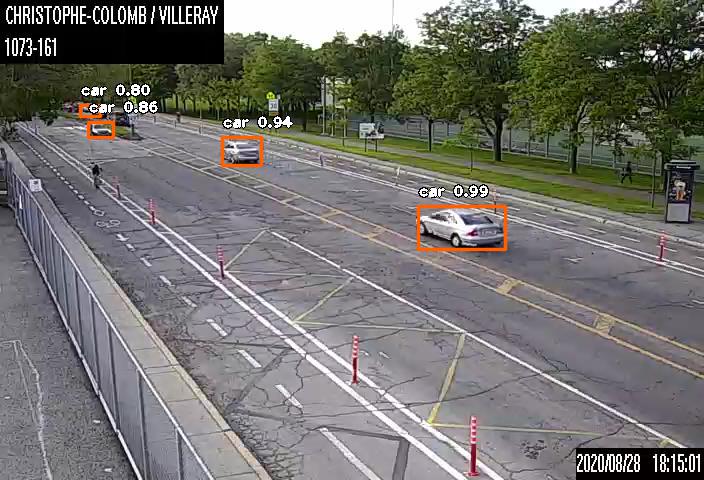 CHRISTOPHE-COLOMB / VILLERAY
1073-161
car 0.80
car 0.86
car 0.94
car 0.99
2020/08/28 18:15:01